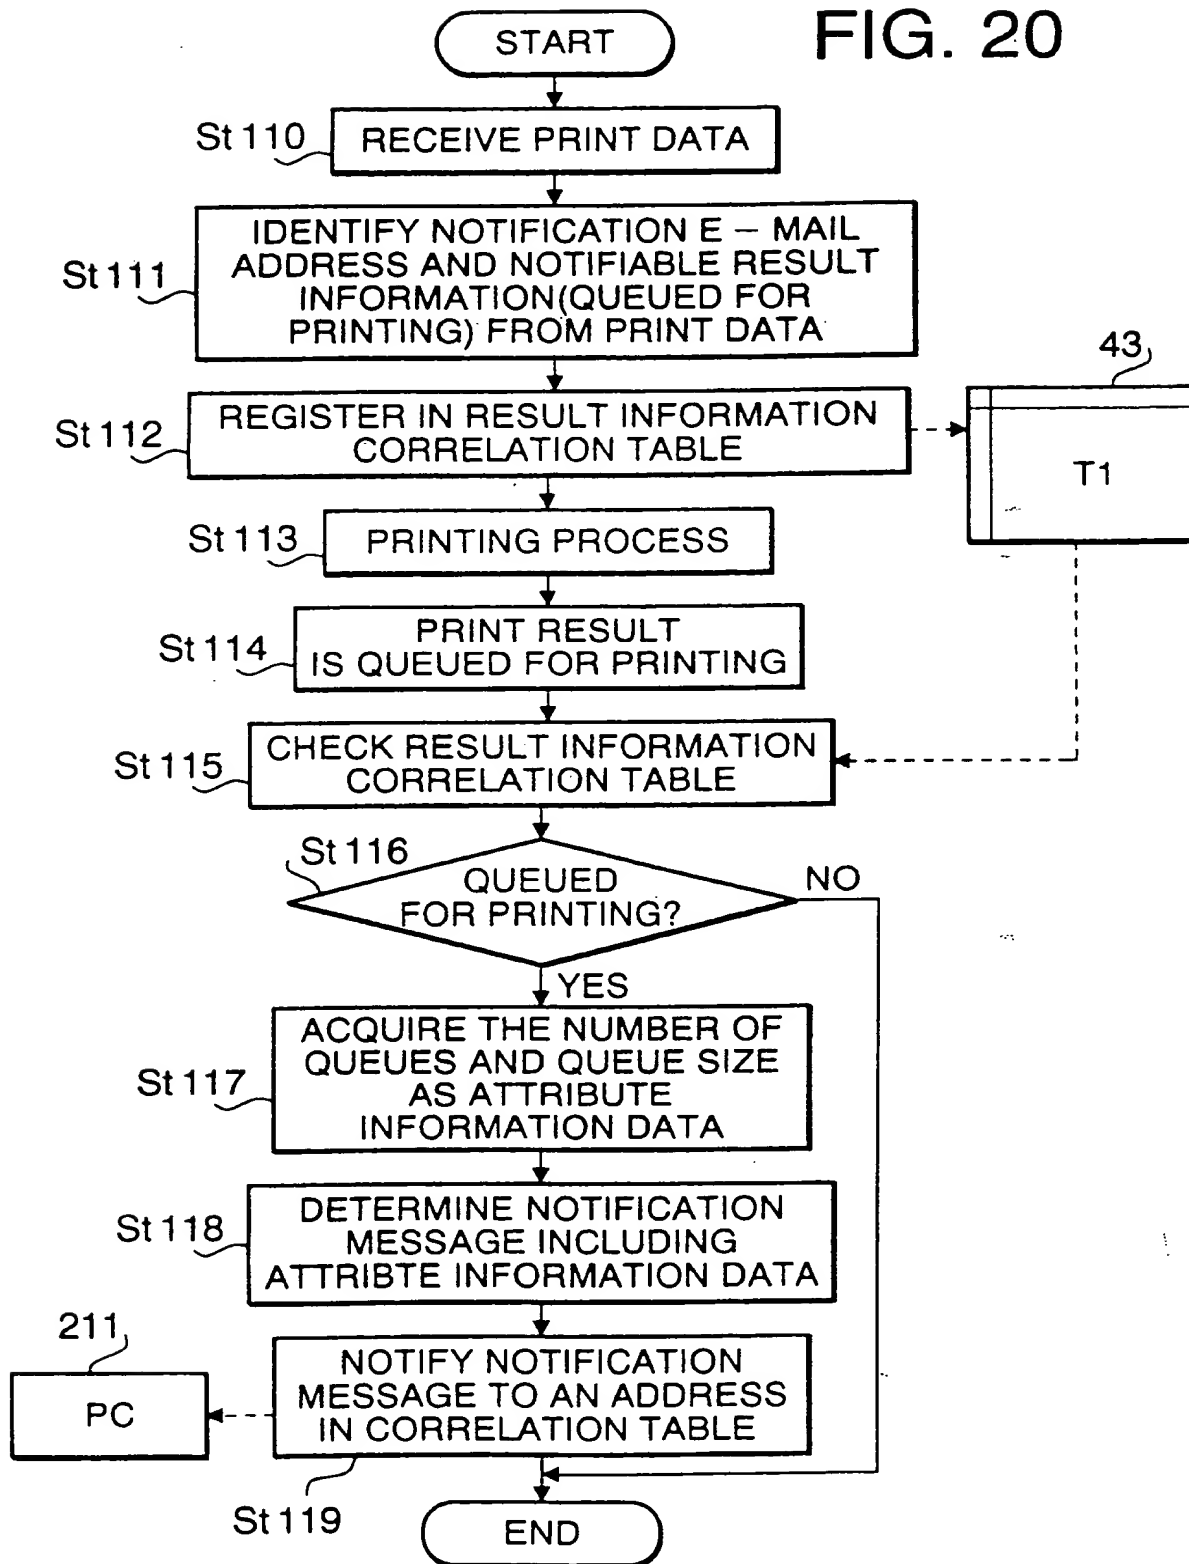 FIG. 20
START
St 110
RECEIVE PRINT DATA
St 111
IDENTIFY NOTIFICATION E – MAIL
ADDRESS AND NOTIFIABLE RESULT
INFORMATION(QUEUED FOR
PRINTING) FROM PRINT DATA
St 112
REGISTER IN RESULT INFORMATION
CORRELATION TABLE
43
T1
St 113
PRINTING PROCESS
St 114
PRINT RESULT
IS QUEUED FOR PRINTING
St 115
CHECK RESULT INFORMATION
CORRELATION TABLE
St 116
QUEUED
FOR PRINTING?
NO
YES
St 117
ACQUIRE THE NUMBER OF
QUEUES AND QUEUE SIZE
AS ATTRIBUTE
INFORMATION DATA
St 118
DETERMINE NOTIFICATION
MESSAGE INCLUDING
ATTRIBTE INFORMATION DATA
211
PC
NOTIFY NOTIFICATION
MESSAGE TO AN ADDRESS
IN CORRELATION TABLE
St 119
END